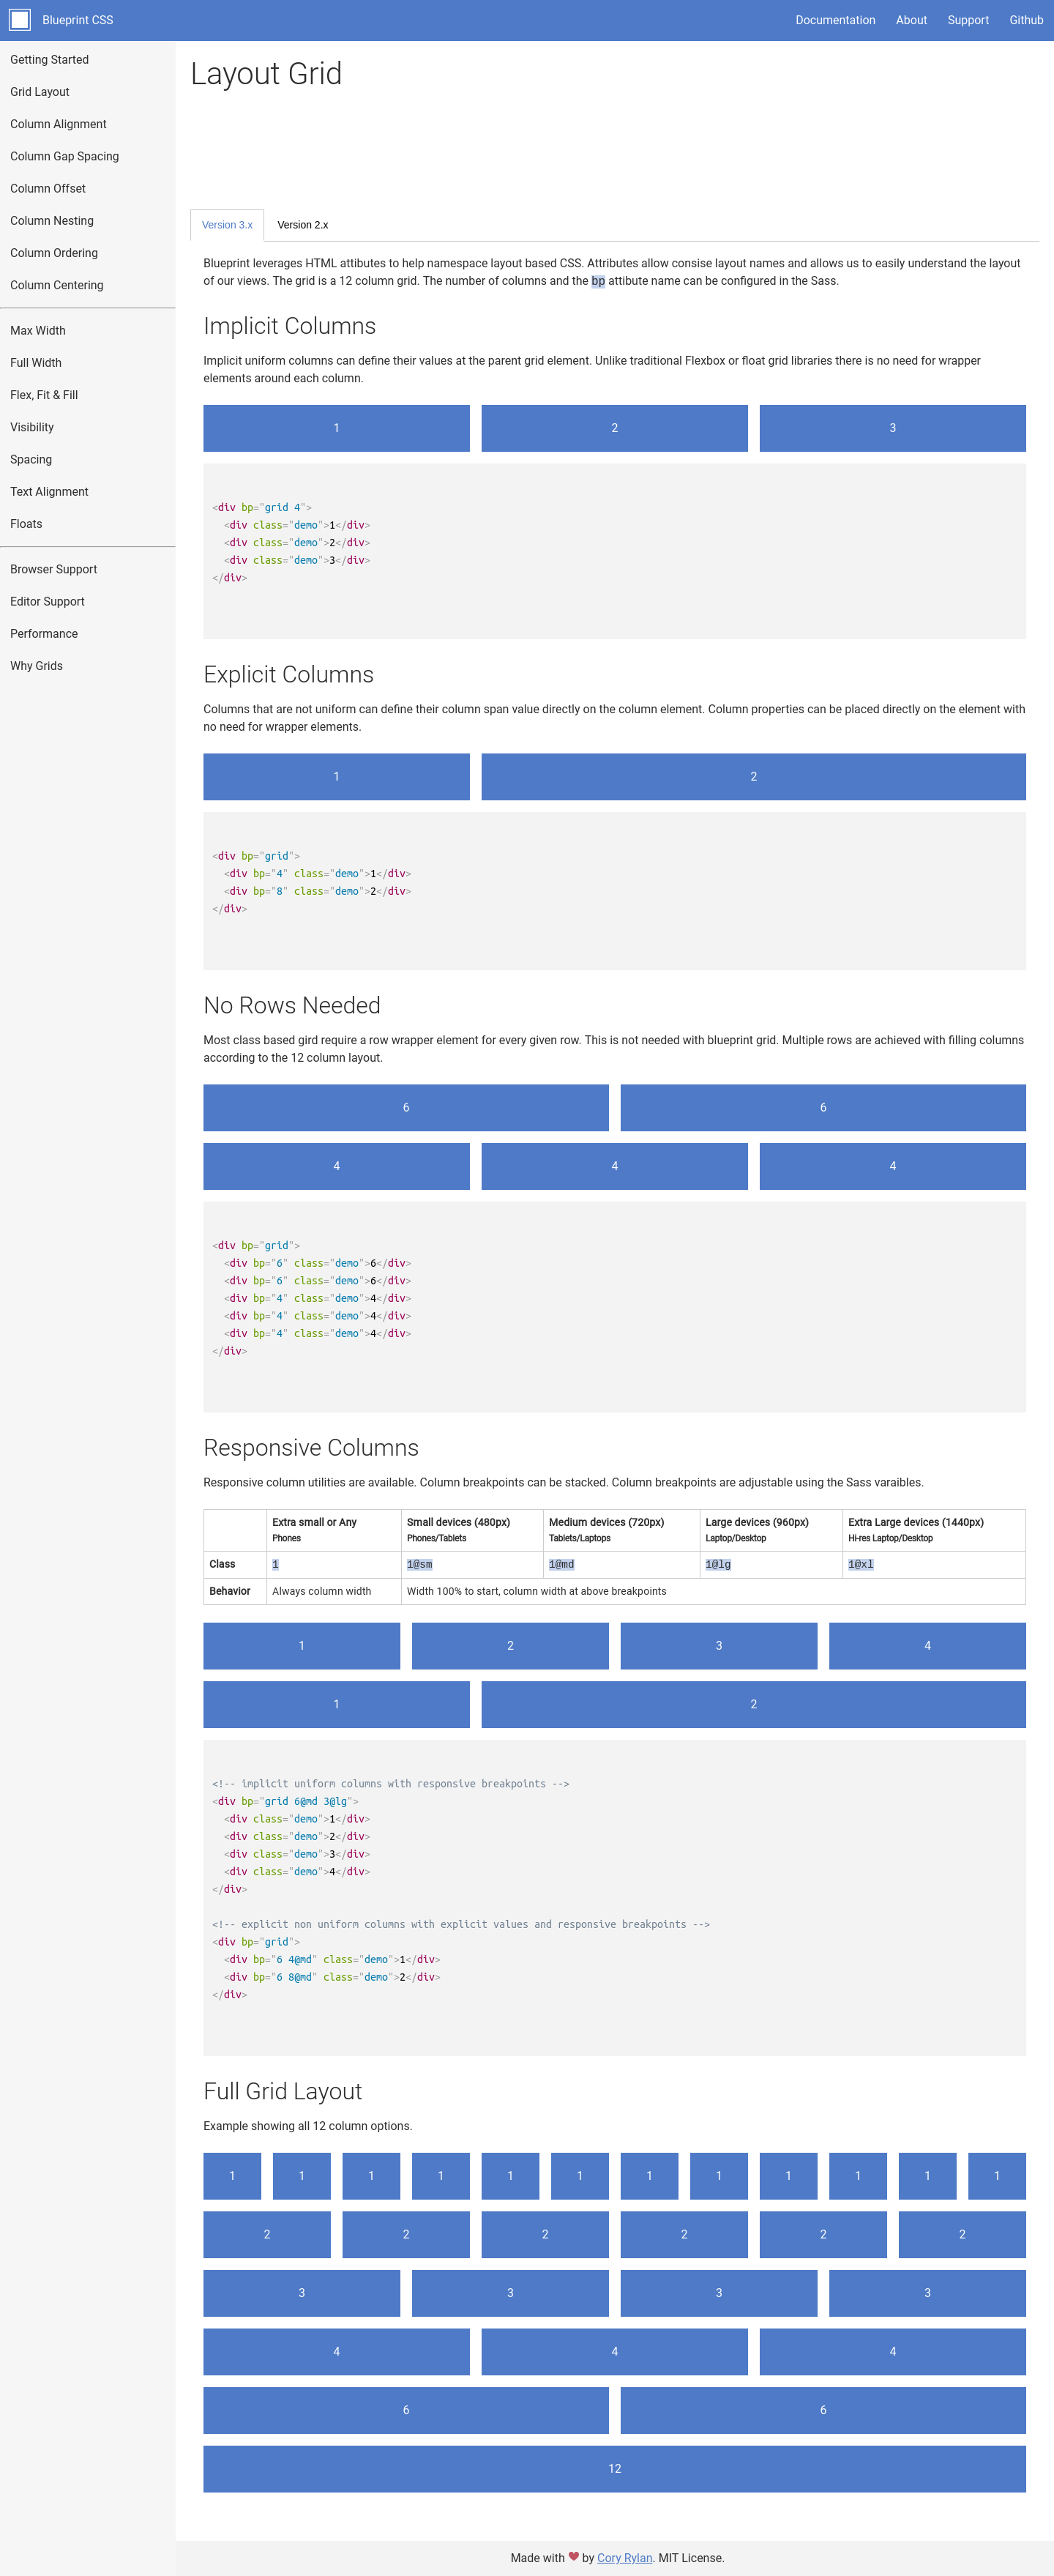 Blueprint CSS
Documentation About Support Github
Getting Started
Grid Layout
Column Alignment
Column Gap Spacing
Column Offset
Column Nesting
Column Ordering
Column Centering
Max Width
Full Width
Flex, Fit & Fill
Visibility
Spacing
Text Alignment
Floats
Browser Support
Editor Support
Performance
Why Grids
Layout Grid
Version 3.x Version 2.x
Blueprint leverages HTML attibutes to help namespace layout based CSS. Attributes allow consise layout names and allows us to easily understand the layout
of our views. The grid is a 12 column grid. The number of columns and the bp attibute name can be configured in the Sass.
Implicit Columns
Implicit uniform columns can define their values at the parent grid element. Unlike traditional Flexbox or float grid libraries there is no need for wrapper
elements around each column.
1 2 3
<div bp="grid 4">
  <div class="demo">1</div>
  <div class="demo">2</div>
  <div class="demo">3</div>
</div>
Explicit Columns
Columns that are not uniform can define their column span value directly on the column element. Column properties can be placed directly on the element with
no need for wrapper elements.
1 2
<div bp="grid">
  <div bp="4" class="demo">1</div>
  <div bp="8" class="demo">2</div>
</div>
No Rows Needed
Most class based gird require a row wrapper element for every given row. This is not needed with blueprint grid. Multiple rows are achieved with filling columns
according to the 12 column layout.
6 6
4 4 4
<div bp="grid">
  <div bp="6" class="demo">6</div>
  <div bp="6" class="demo">6</div>
  <div bp="4" class="demo">4</div>
  <div bp="4" class="demo">4</div>
  <div bp="4" class="demo">4</div>
</div>
Responsive Columns
Responsive column utilities are available. Column breakpoints can be stacked. Column breakpoints are adjustable using the Sass varaibles.
Extra small or Any Small devices (480px) Medium devices (720px) Large devices (960px) Extra Large devices (1440px)
Phones Phones/Tablets Tablets/Laptops Laptop/Desktop Hi-res Laptop/Desktop
Class 1 1@sm 1@md 1@lg 1@xl
Behavior Always column width Width 100% to start, column width at above breakpoints
1 2 3 4
1 2
<!-- implicit uniform columns with responsive breakpoints -->
<div bp="grid 6@md 3@lg">
  <div class="demo">1</div>
  <div class="demo">2</div>
  <div class="demo">3</div>
  <div class="demo">4</div>
</div>
<!-- explicit non uniform columns with explicit values and responsive breakpoints -->
<div bp="grid">
  <div bp="6 4@md" class="demo">1</div>
  <div bp="6 8@md" class="demo">2</div>
</div>
Full Grid Layout
Example showing all 12 column options.
1 1 1 1 1 1 1 1 1 1 1 1
2 2 2 2 2 2
3 3 3 3
4 4 4
6 6
12
Made with ♥ by Cory Rylan. MIT License.